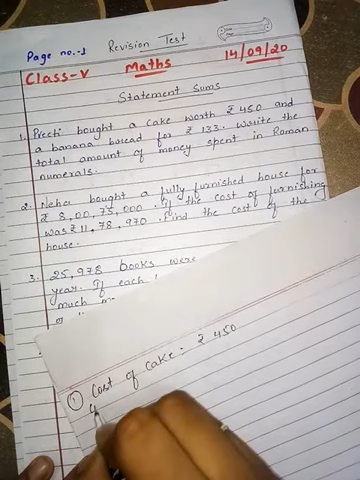 Page no.-1
Revision Test
Class-V
Maths
14/09/20
Statement Sums
1. Preeti bought a cake worth ₹ 450 and
a banana bread for ₹ 133. Write the
total amount of money spent in Roman
numerals.
2. Neha bought a fully furnished house for
₹ 8,00,75,000. If the cost of furnishing
was ₹ 11,78,970. Find the cost of the
house.
3. 25,978 books were
year. If each
much
① Cost of cake = ₹ 450